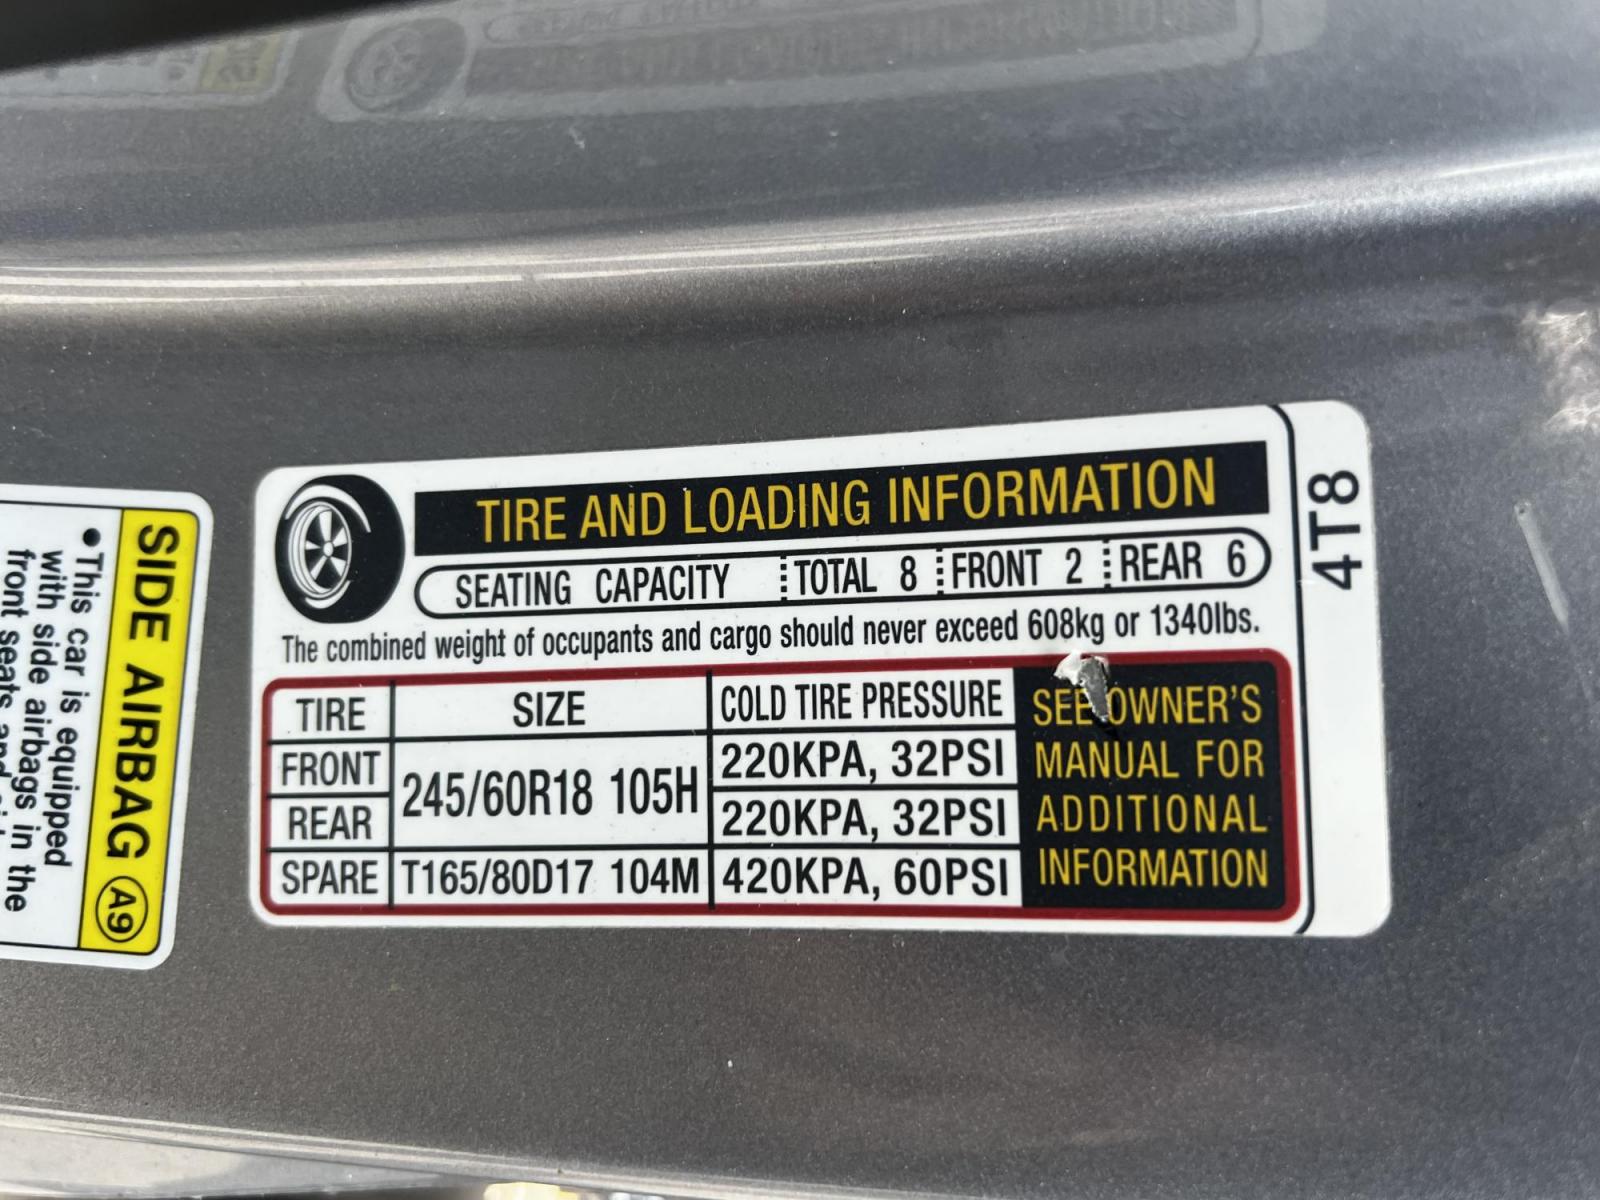 TIRE AND LOADING INFORMATION
SEATING CAPACITY TOTAL 8 FRONT 2 REAR 6
The combined weight of occupants and cargo should never exceed 608kg or 1340lbs.
TIRE SIZE COLD TIRE PRESSURE
FRONT 245/60R18 105H 220KPA, 32PSI
REAR 220KPA, 32PSI
SPARE T165/80D17 104M 420KPA, 60PSI
SEE OWNER'S
MANUAL FOR
ADDITIONAL
INFORMATION
4T8
SIDE AIRBAG A9
•This car is equipped
with side airbags in the
front seats and